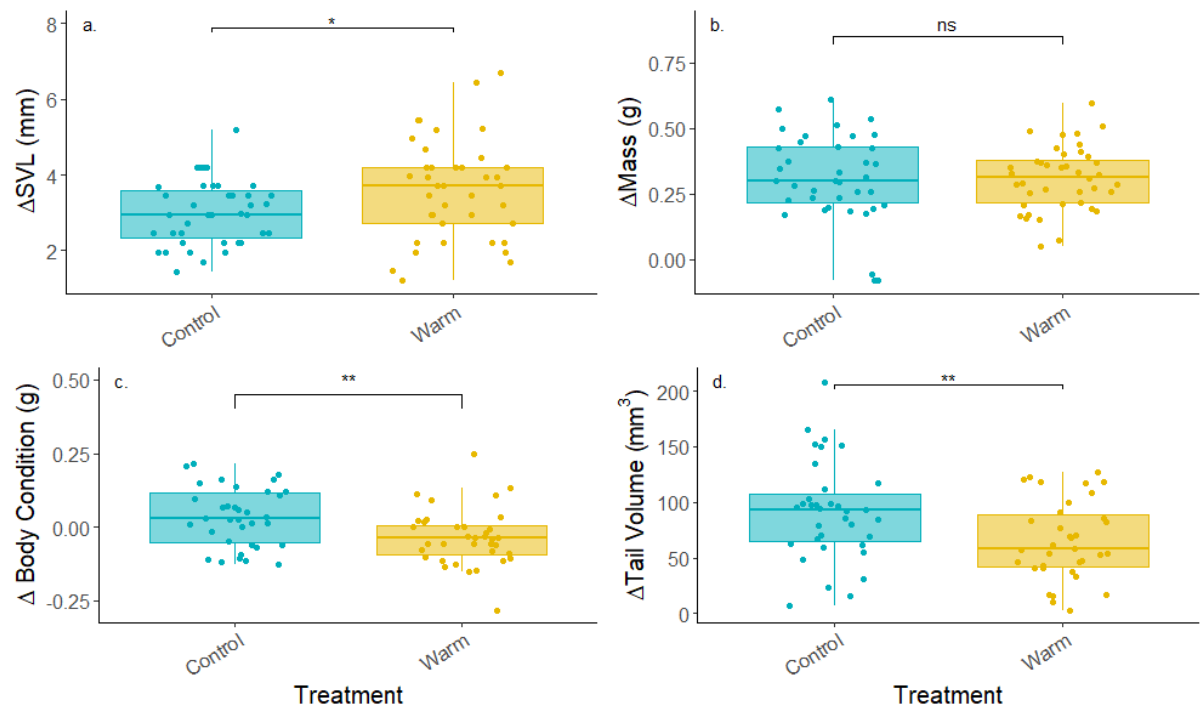 a.
*
ΔSVL (mm)
8
6
4
2
Control
Warm
b.
ns
ΔMass (g)
0.75
0.50
0.25
0.00
Control
Warm
c.
**
Δ Body Condition (g)
0.50
0.25
0.00
-0.25
Control
Warm
Treatment
d.
**
ΔTail Volume (mm³)
200
150
100
50
0
Control
Warm
Treatment